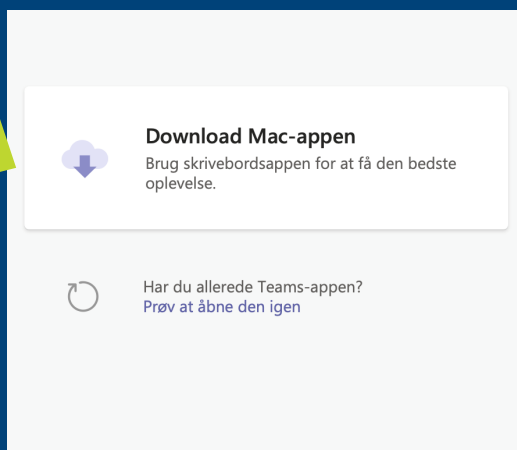 Download Mac-appen
Brug skrivebordsappen for at få den bedste
oplevelse.
Har du allerede Teams-appen?
Prøv at åbne den igen